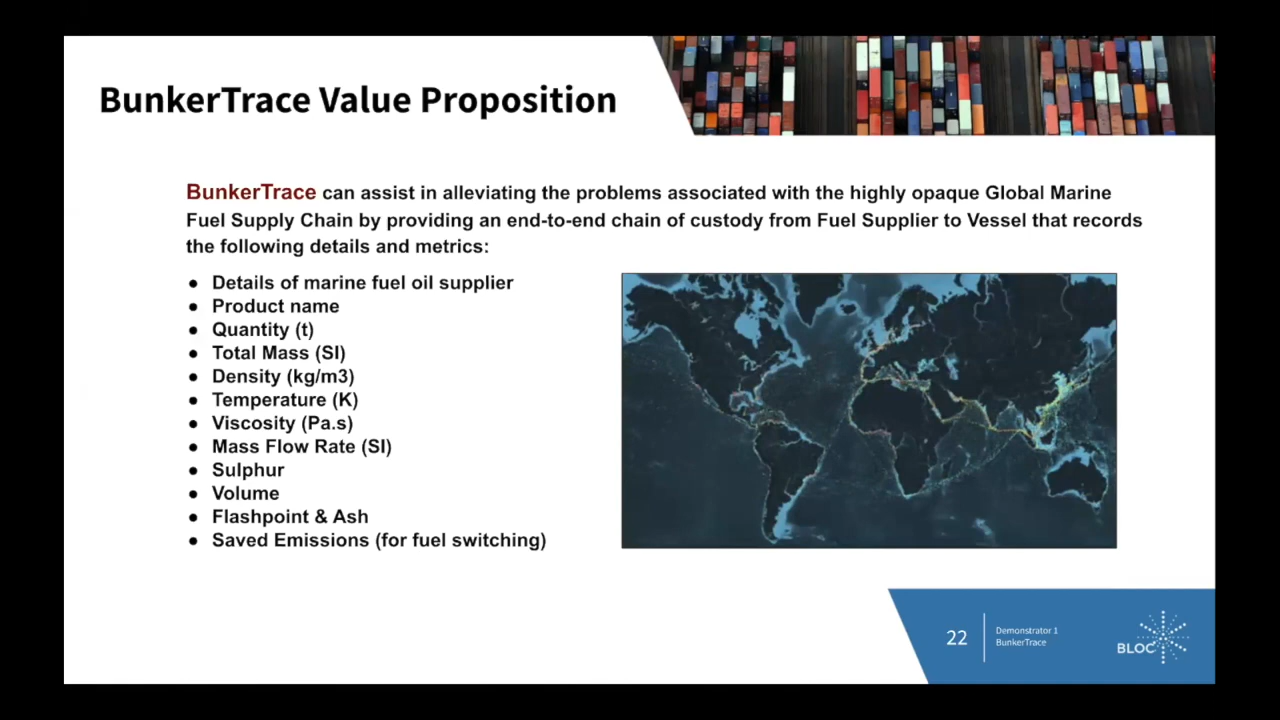 BunkerTrace Value Proposition
BunkerTrace can assist in alleviating the problems associated with the highly opaque Global Marine
Fuel Supply Chain by providing an end-to-end chain of custody from Fuel Supplier to Vessel that records
the following details and metrics:
● Details of marine fuel oil supplier
● Product name
● Quantity (t)
● Total Mass (SI)
● Density (kg/m3)
● Temperature (K)
● Viscosity (Pa.s)
● Mass Flow Rate (SI)
● Sulphur
● Volume
● Flashpoint & Ash
● Saved Emissions (for fuel switching)
22
Demonstrator 1
BunkerTrace
BLOC